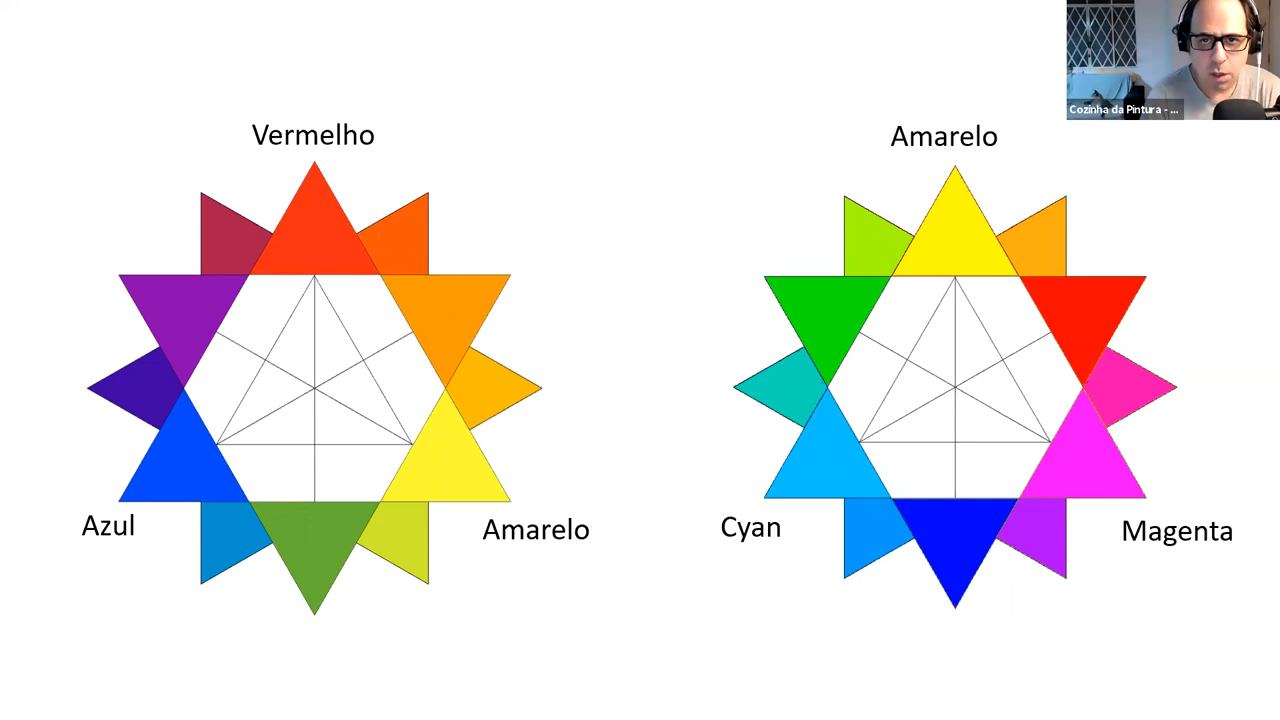 Cozinha da Pintura - ...
Vermelho
Amarelo
Azul
Amarelo
Cyan
Magenta